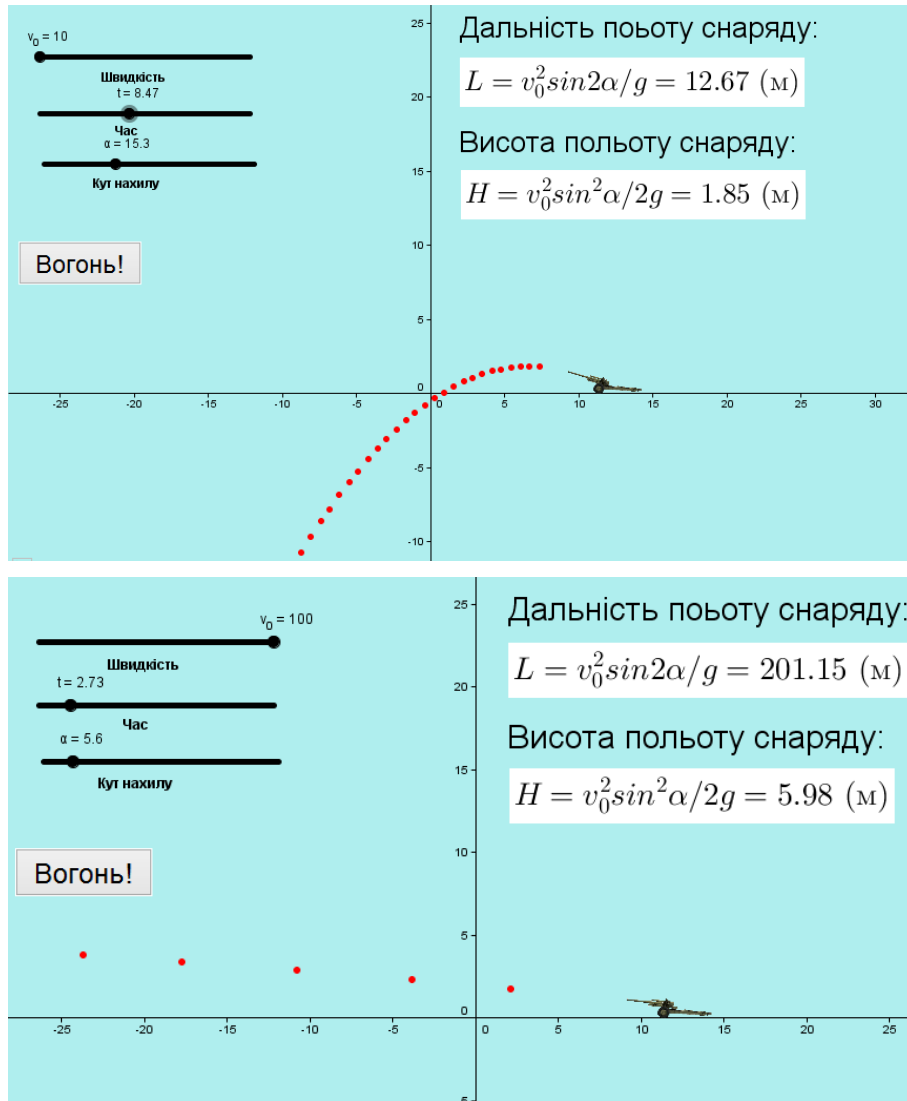 v₀ = 10
Швидкість
t = 8.47
Час
α = 15.3
Кут нахилу
Вогонь!
Дальність поьоту снаряду:
L = v₀²sin2α/g = 12.67 (м)
Висота польоту снаряду:
H = v₀²sin²α/2g = 1.85 (м)
25
20
15
10
5
0
-5
-10
-25 -20 -15 -10 -5 0 5 10 15 20 25 30
v₀ = 100
Швидкість
t = 2.73
Час
α = 5.6
Кут нахилу
Вогонь!
Дальність поьоту снаряду:
L = v₀²sin2α/g = 201.15 (м)
Висота польоту снаряду:
H = v₀²sin²α/2g = 5.98 (м)
25
20
15
10
5
0
-25 -20 -15 -10 -5 0 5 10 15 20 25